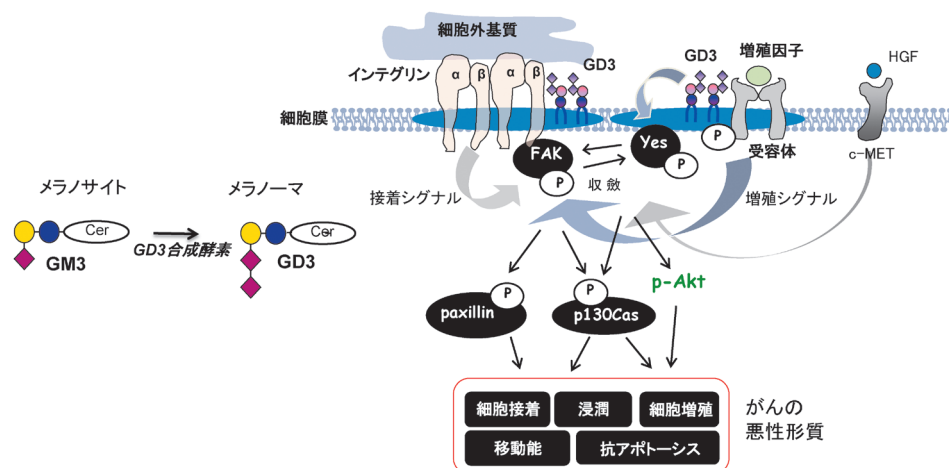 細胞外基質
インテグリン
α
β
α
β
GD3
GD3
増殖因子
HGF
細胞膜
FAK
P
Yes
P
P
受容体
c-MET
収斂
接着シグナル
増殖シグナル
メラノサイト
メラノーマ
Cer
GM3
GD3合成酵素
Cer
GD3
paxillin
P
P
p130Cas
p-Akt
細胞接着
浸潤
細胞増殖
移動能
抗アポトーシス
がんの
悪性形質